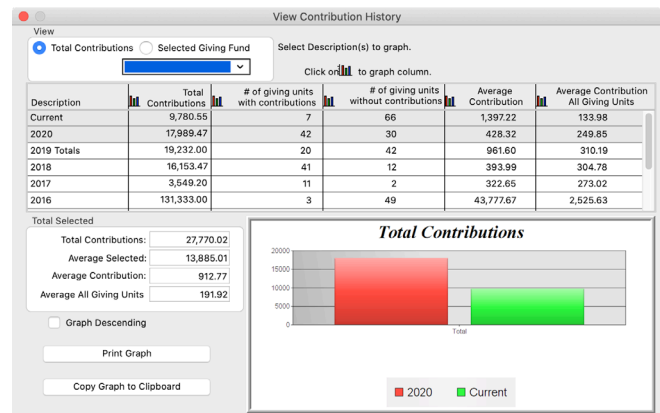 View Contribution History
View
Total Contributions Selected Giving Fund
Select Description(s) to graph.
Click on to graph column.
Description Total Contributions # of giving units with contributions # of giving units without contributions Average Contribution Average Contribution All Giving Units
Current 9,780.55 7 66 1,397.22 133.98
2020 17,989.47 42 30 428.32 249.85
2019 Totals 19,232.00 20 42 961.60 310.19
2018 16,153.47 41 12 393.99 304.78
2017 3,549.20 11 2 322.65 273.02
2016 131,333.00 3 49 43,777.67 2,525.63
Total Selected
Total Contributions: 27,770.02
Average Selected: 13,885.01
Average Contribution: 912.77
Average All Giving Units 191.92
Graph Descending
Print Graph
Copy Graph to Clipboard
Total Contributions
20000
15000
10000
5000
0
Total
2020 Current